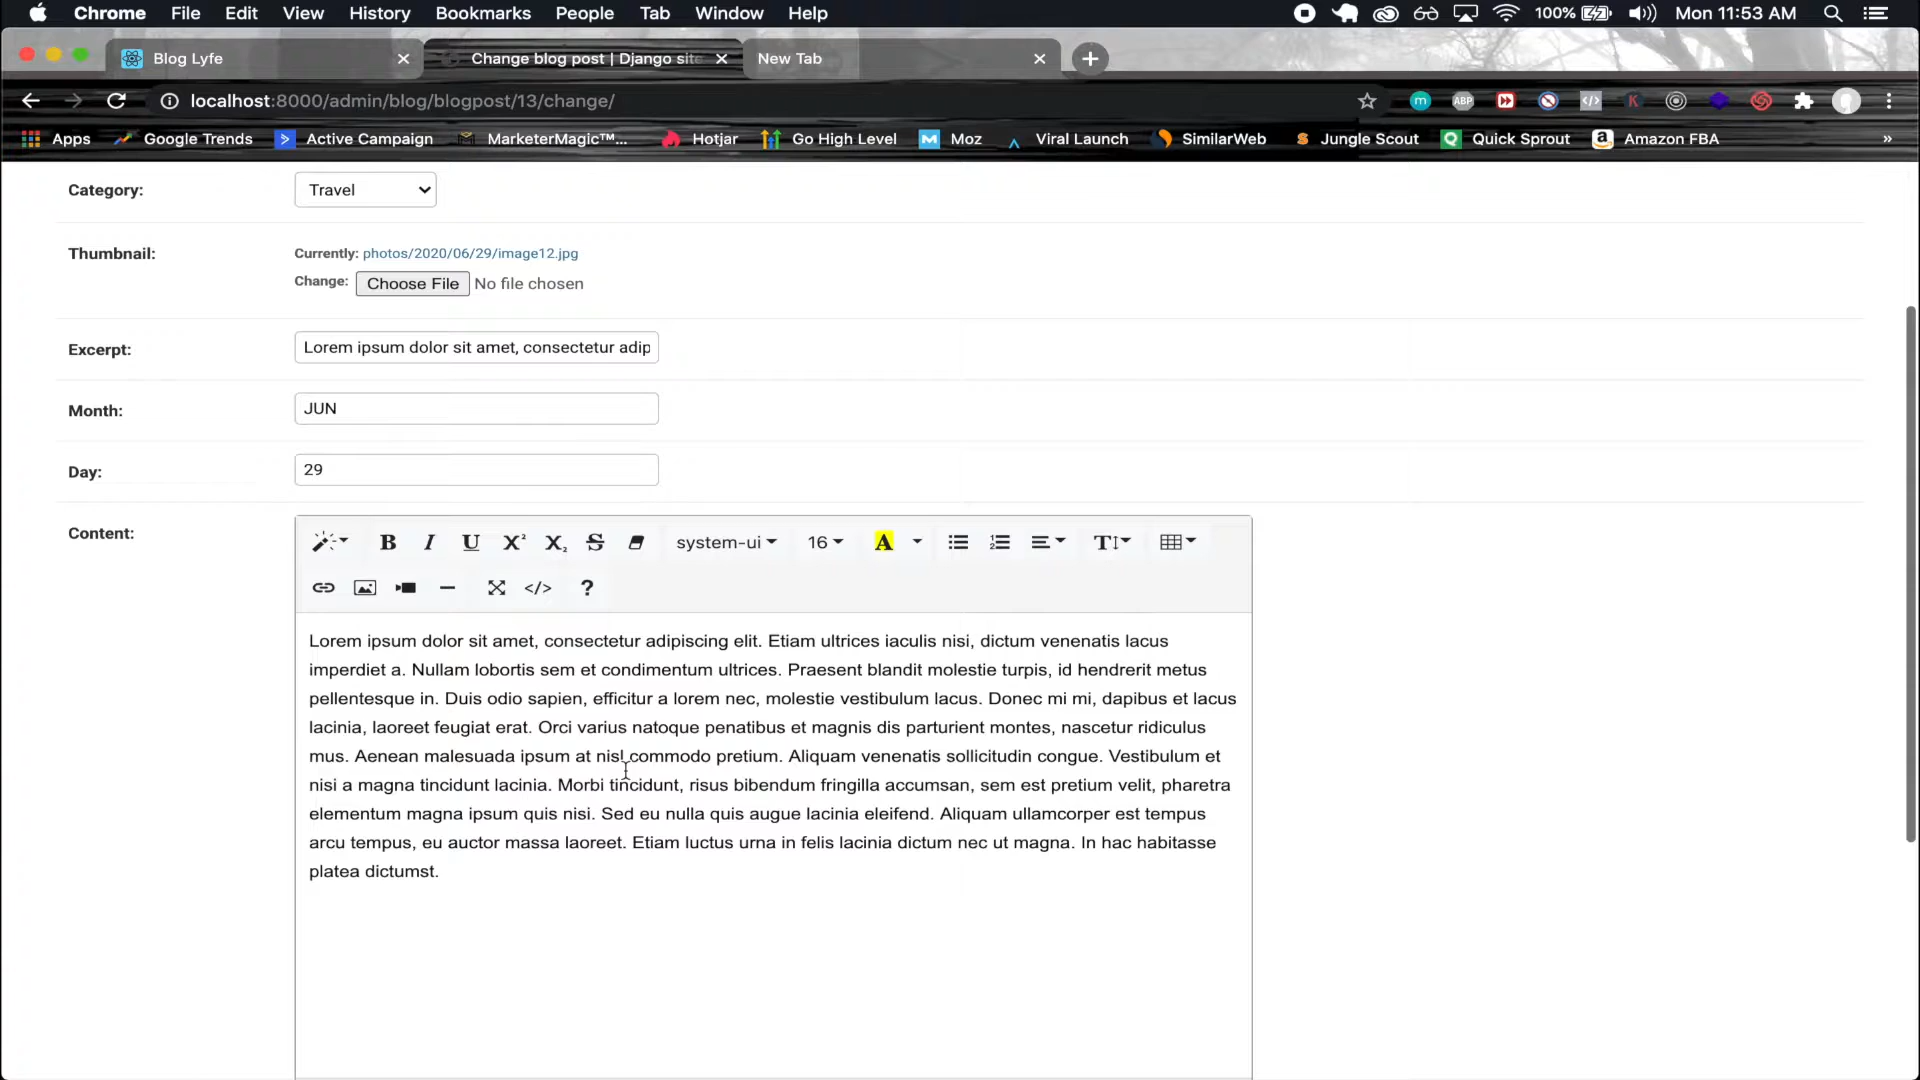 Chrome File Edit View History Bookmarks People Tab Window Help 100% Mon 11:53 AM
Blog Lyfe Change blog post | Django site New Tab
localhost:8000/admin/blog/blogpost/13/change/ m ABP </> K
Apps Google Trends Active Campaign MarketerMagic™... Hotjar Go High Level Moz Viral Launch SimilarWeb Jungle Scout Quick Sprout Amazon FBA »
Category: Travel
Thumbnail: Currently: photos/2020/06/29/image12.jpg
Change: Choose File No file chosen
Excerpt: Lorem ipsum dolor sit amet, consectetur adip
Month: JUN
Day: 29
Content:
B I U X² X₂ S system-ui 16 A T
</> ?
Lorem ipsum dolor sit amet, consectetur adipiscing elit. Etiam ultrices iaculis nisi, dictum venenatis lacus
imperdiet a. Nullam lobortis sem et condimentum ultrices. Praesent blandit molestie turpis, id hendrerit metus
pellentesque in. Duis odio sapien, efficitur a lorem nec, molestie vestibulum lacus. Donec mi mi, dapibus et lacus
lacinia, laoreet feugiat erat. Orci varius natoque penatibus et magnis dis parturient montes, nascetur ridiculus
mus. Aenean malesuada ipsum at nisl commodo pretium. Aliquam venenatis sollicitudin congue. Vestibulum et
nisi a magna tincidunt lacinia. Morbi tincidunt, risus bibendum fringilla accumsan, sem est pretium velit, pharetra
elementum magna ipsum quis nisi. Sed eu nulla quis augue lacinia eleifend. Aliquam ullamcorper est tempus
arcu tempus, eu auctor massa laoreet. Etiam luctus urna in felis lacinia dictum nec ut magna. In hac habitasse
platea dictumst.